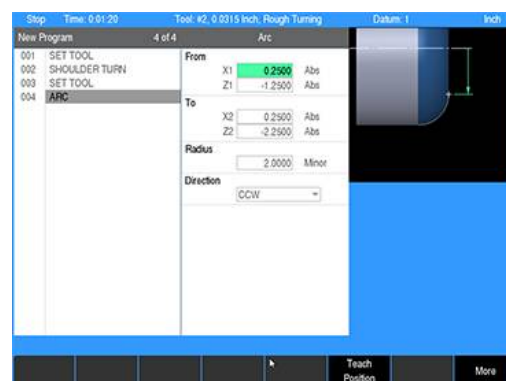 Stop Time: 0:01:20 Tool: #2, 0.0315 Inch, Rough Turning Datum: 1 Inch
New Program 4 of 4 Arc
001 SET TOOL
002 SHOULDER TURN
003 SET TOOL
004 ARC
From
X1 0.2500 Abs
Z1 -1.2500 Abs
To
X2 0.2500 Abs
Z2 -2.2500 Abs
Radius
2.0000 Minor
Direction
CCW
Teach
Position
More